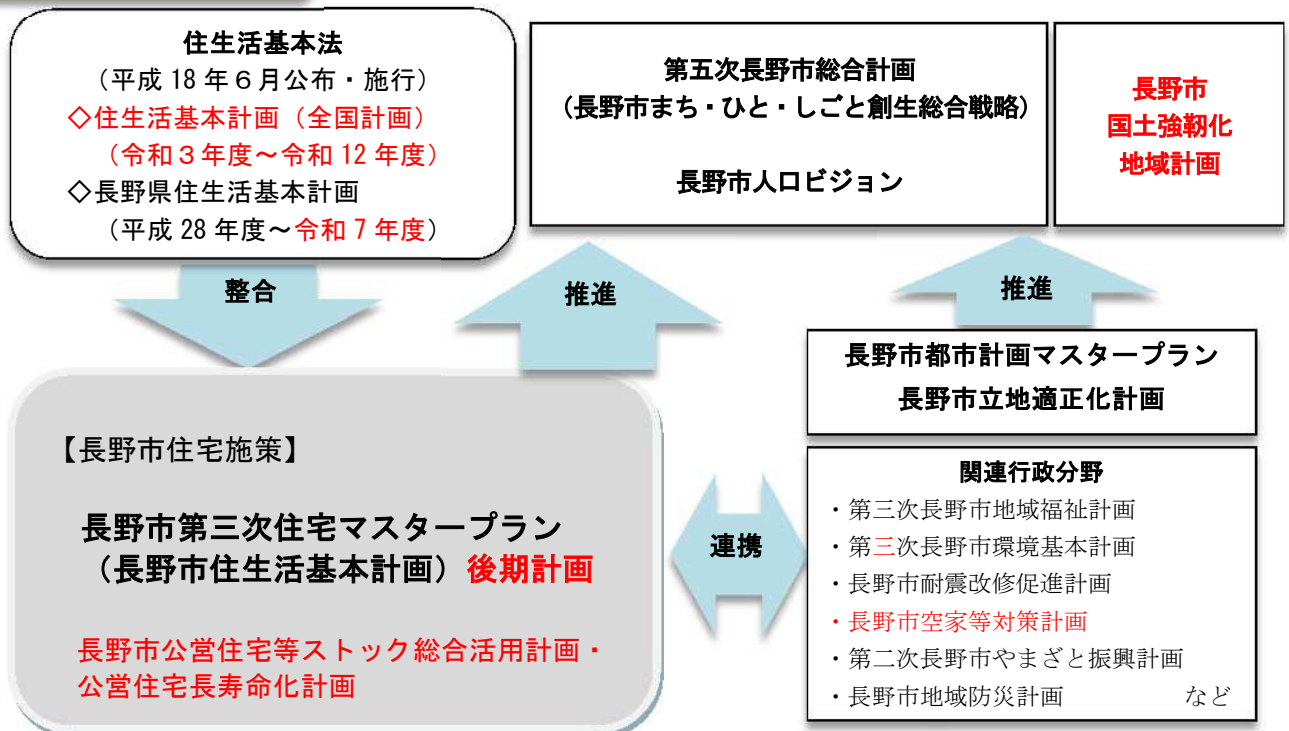 住生活基本法
（平成18年６月公布・施行）
◇住生活基本計画（全国計画）
（令和３年度～令和12年度）
◇長野県住生活基本計画
（平成28年度～令和7年度）
第五次長野市総合計画
（長野市まち・ひと・しごと創生総合戦略）
長野市人口ビジョン
長野市
国土強靭化
地域計画
整合
推進
推進
長野市都市計画マスタープラン
長野市立地適正化計画
【長野市住宅施策】
長野市第三次住宅マスタープラン
（長野市住生活基本計画）後期計画
長野市公営住宅等ストック総合活用計画・
公営住宅長寿命化計画
連携
関連行政分野
・第三次長野市地域福祉計画
・第三次長野市環境基本計画
・長野市耐震改修促進計画
・長野市空家等対策計画
・第二次長野市やまざと振興計画
・長野市地域防災計画 など